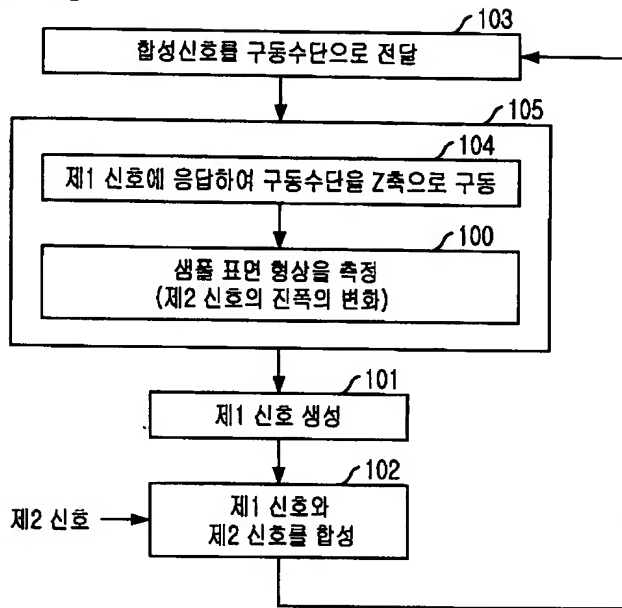 103
합성신호를 구동수단으로 전달
105
104
제1 신호에 응답하여 구동수단을 Z축으로 구동
100
샘플 표면 형상을 측정
(제2 신호의 진폭의 변화)
101
제1 신호 생성
102
제2 신호
제1 신호와
제2 신호를 합성